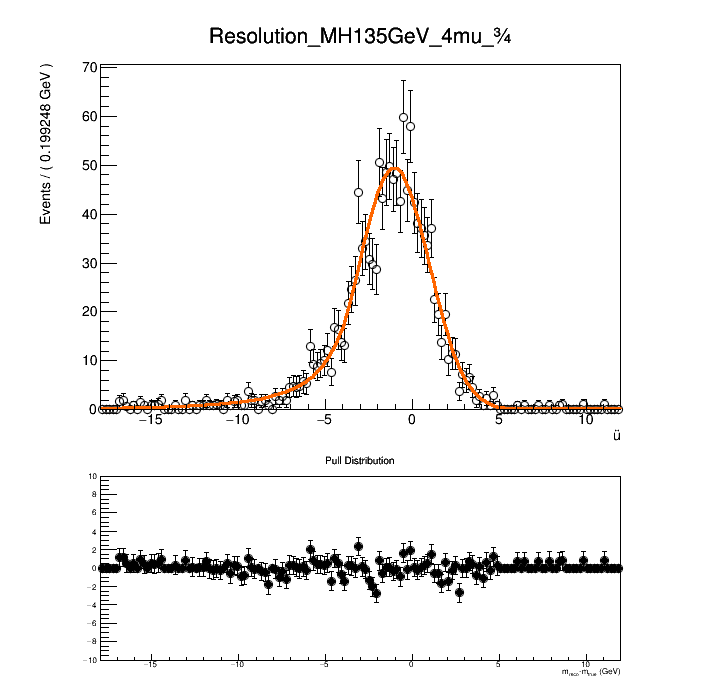 Resolution_MH135GeV_4mu_¾
Events / ( 0.199248 GeV )
70
60
50
40
30
20
10
0
−15 −10 −5 0 5 10
ü
Pull Distribution
10
8
6
4
2
0
−2
−4
−6
−8
−10
−15 −10 −5 0 5 10
m_reco-m_true (GeV)